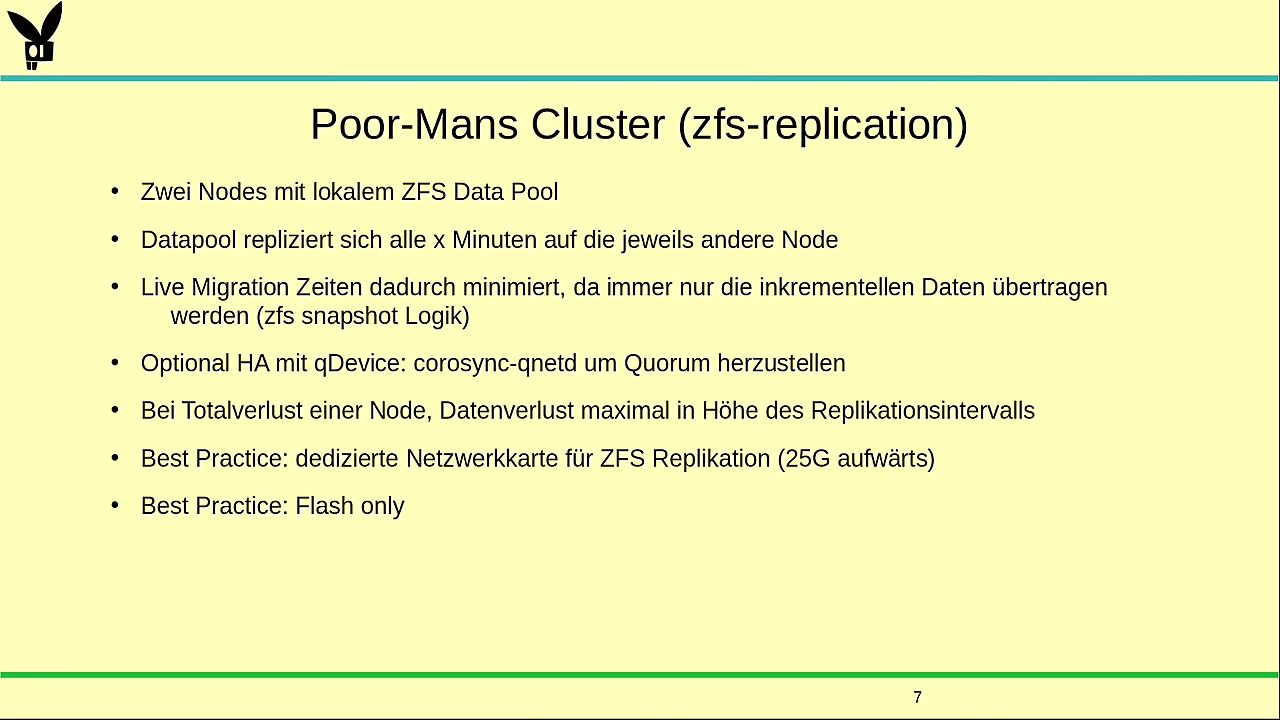 Poor-Mans Cluster (zfs-replication)
• Zwei Nodes mit lokalem ZFS Data Pool
• Datapool repliziert sich alle x Minuten auf die jeweils andere Node
• Live Migration Zeiten dadurch minimiert, da immer nur die inkrementellen Daten übertragen
werden (zfs snapshot Logik)
• Optional HA mit qDevice: corosync-qnetd um Quorum herzustellen
• Bei Totalverlust einer Node, Datenverlust maximal in Höhe des Replikationsintervalls
• Best Practice: dedizierte Netzwerkkarte für ZFS Replikation (25G aufwärts)
• Best Practice: Flash only
7